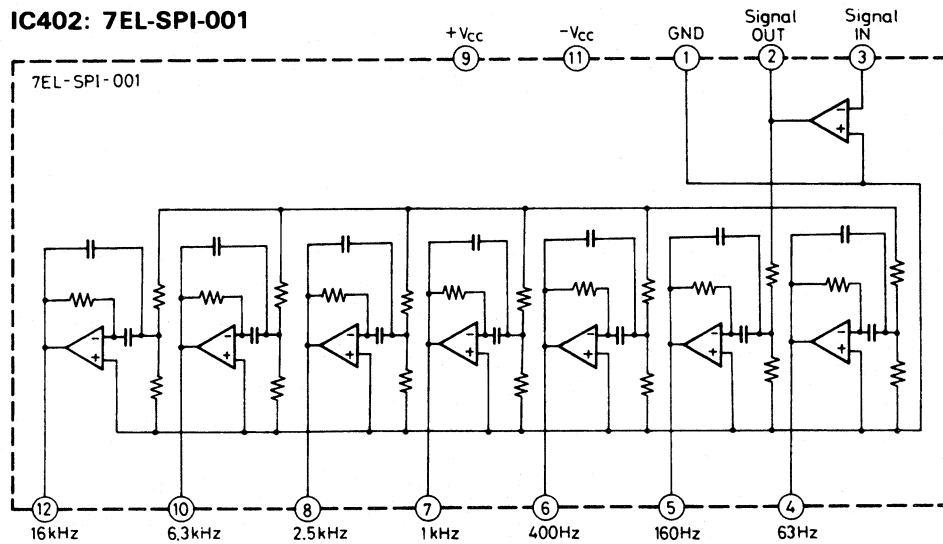 IC402: 7EL-SPI-001
+Vcc
-Vcc
GND
Signal
OUT
Signal
IN
9
11
1
2
3
7EL-SPI-001
-
+
-
+
-
+
-
+
-
+
-
+
-
+
-
+
12
10
8
7
6
5
4
16kHz
6,3kHz
2.5kHz
1kHz
400Hz
160Hz
63Hz